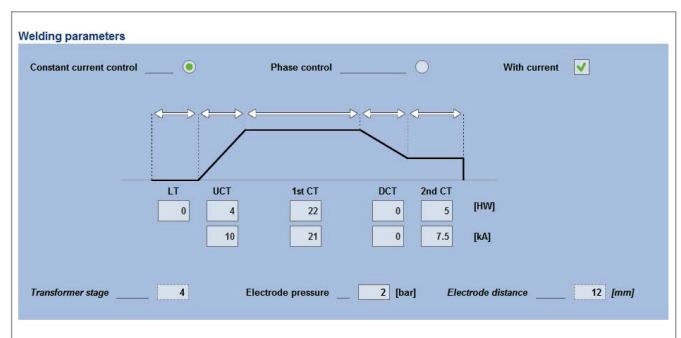 Welding parameters
Constant current control Phase control With current
LT UCT 1st CT DCT 2nd CT
0 4 22 0 5 [HW]
10 21 0 7.5 [kA]
Transformer stage 4 Electrode pressure 2 [bar] Electrode distance 12 [mm]